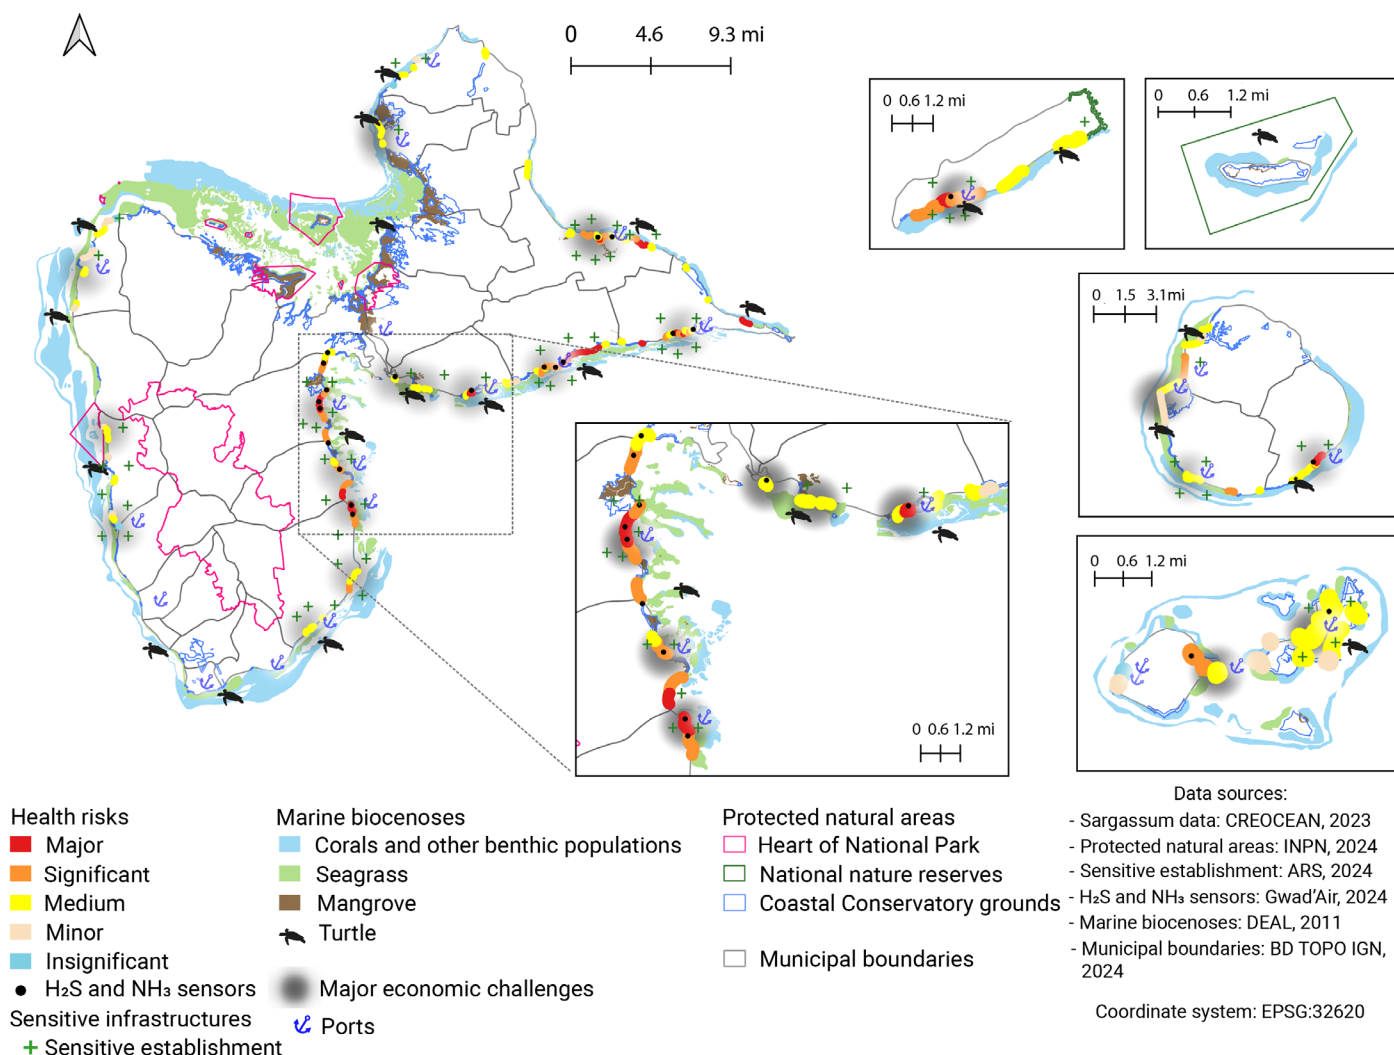 0 4.6 9.3 mi
0 0.6 1.2 mi
0 0.6 1.2 mi
0 1.5 3.1mi
0 0.6 1.2 mi
0 0.6 1.2 mi
Health risks
Major
Significant
Medium
Minor
Insignificant
H₂S and NH₃ sensors
Sensitive infrastructures
Sensitive establishment
Marine biocenoses
Corals and other benthic populations
Seagrass
Mangrove
Turtle
Major economic challenges
Ports
Protected natural areas
Heart of National Park
National nature reserves
Coastal Conservatory grounds
Municipal boundaries
Data sources:
- Sargassum data: CREOCEAN, 2023
- Protected natural areas: INPN, 2024
- Sensitive establishment: ARS, 2024
- H₂S and NH₃ sensors: Gwad'Air, 2024
- Marine biocenoses: DEAL, 2011
- Municipal boundaries: BD TOPO IGN,
2024
Coordinate system: EPSG:32620